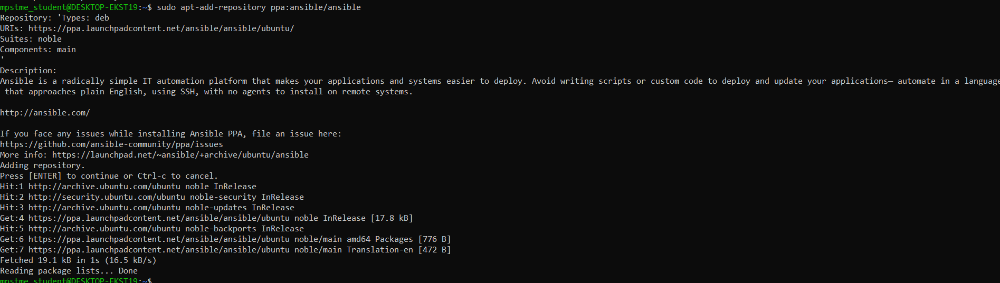 mpstme_student@DESKTOP-EKST19:~$ sudo apt-add-repository ppa:ansible/ansible
Repository: 'Types: deb
URIs: https://ppa.launchpadcontent.net/ansible/ansible/ubuntu/
Suites: noble
Components: main
'
Description:
Ansible is a radically simple IT automation platform that makes your applications and systems easier to deploy. Avoid writing scripts or custom code to deploy and update your applications— automate in a language
 that approaches plain English, using SSH, with no agents to install on remote systems.

http://ansible.com/

If you face any issues while installing Ansible PPA, file an issue here:
https://github.com/ansible-community/ppa/issues
More info: https://launchpad.net/~ansible/+archive/ubuntu/ansible
Adding repository.
Press [ENTER] to continue or Ctrl-c to cancel.
Hit:1 http://archive.ubuntu.com/ubuntu noble InRelease
Hit:2 http://security.ubuntu.com/ubuntu noble-security InRelease
Hit:3 http://archive.ubuntu.com/ubuntu noble-updates InRelease
Get:4 https://ppa.launchpadcontent.net/ansible/ansible/ubuntu noble InRelease [17.8 kB]
Hit:5 http://archive.ubuntu.com/ubuntu noble-backports InRelease
Get:6 https://ppa.launchpadcontent.net/ansible/ansible/ubuntu noble/main amd64 Packages [776 B]
Get:7 https://ppa.launchpadcontent.net/ansible/ansible/ubuntu noble/main Translation-en [472 B]
Fetched 19.1 kB in 1s (16.5 kB/s)
Reading package lists... Done
mpstme_student@DESKTOP-EKST19:~$